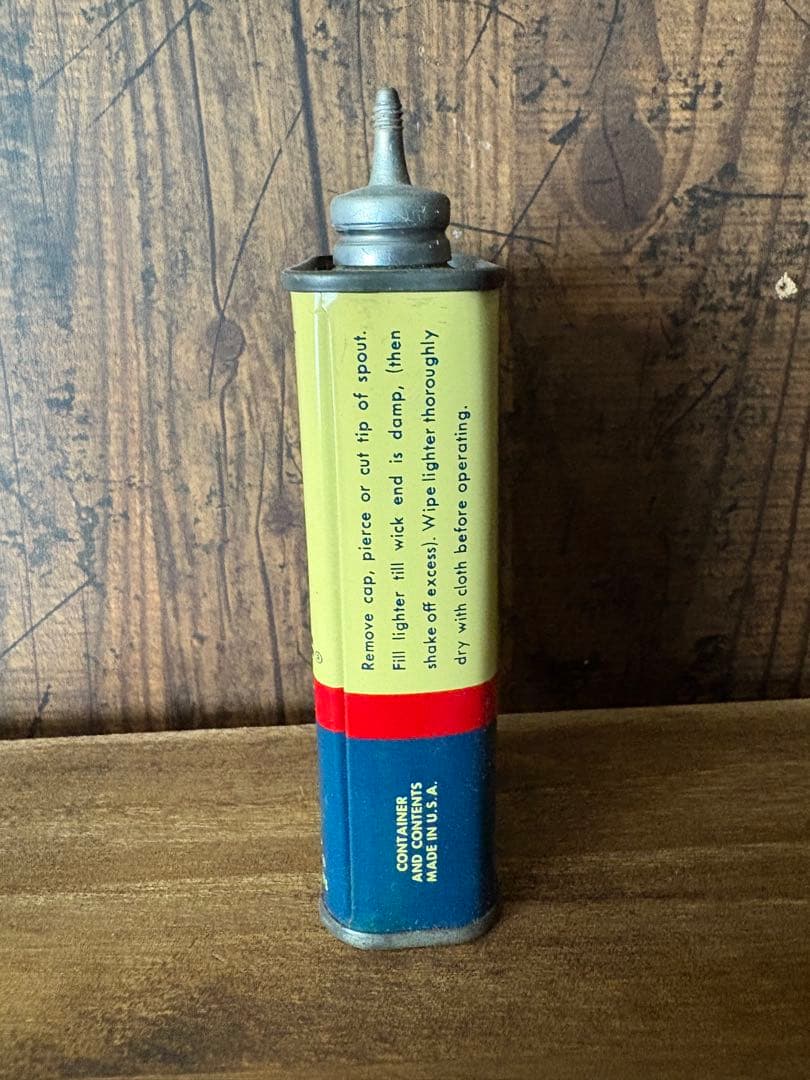 Remove cap, pierce or cut tip of spout.
Fill lighter till wick end is damp, (then
shake off excess). Wipe lighter thoroughly
dry with cloth before operating.
®
CONTAINER
AND CONTENTS
MADE IN U.S.A.